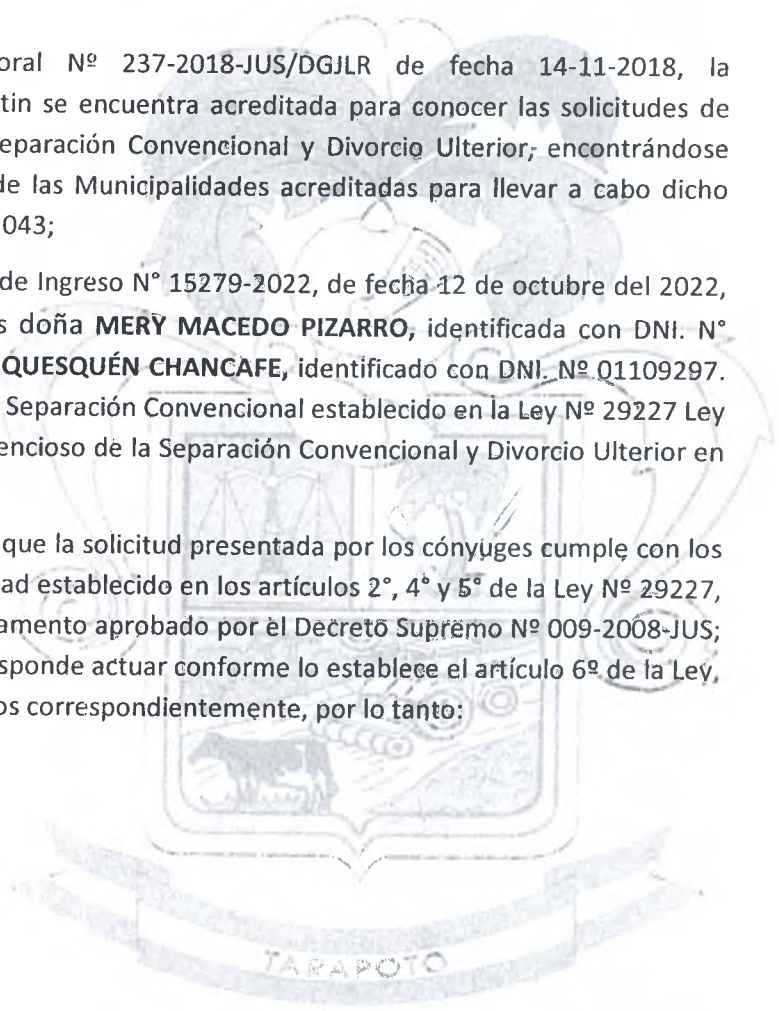 oral Nº 237-2018-JUS/DGJLR de fecha 14-11-2018, la
tin se encuentra acreditada para conocer las solicitudes de
eparación Convencional y Divorcio Ulterior, encontrándose
de las Municipalidades acreditadas para llevar a cabo dicho
043;
de Ingreso N° 15279-2022, de fecha 12 de octubre del 2022,
s doña MERY MACEDO PIZARRO, identificada con DNI. N°
QUESQUÉN CHANCAFE, identificado con DNI. Nº 01109297.
Separación Convencional establecido en la Ley Nº 29227 Ley
encioso de la Separación Convencional y Divorcio Ulterior en
que la solicitud presentada por los cónyuges cumple con los
ad establecido en los artículos 2°, 4° y 5° de la Ley Nº 29227,
amento aprobado por el Decreto Supremo Nº 009-2008-JUS;
sponde actuar conforme lo establece el artículo 6º de la Ley,
os correspondientemente, por lo tanto:
TARAPOTO